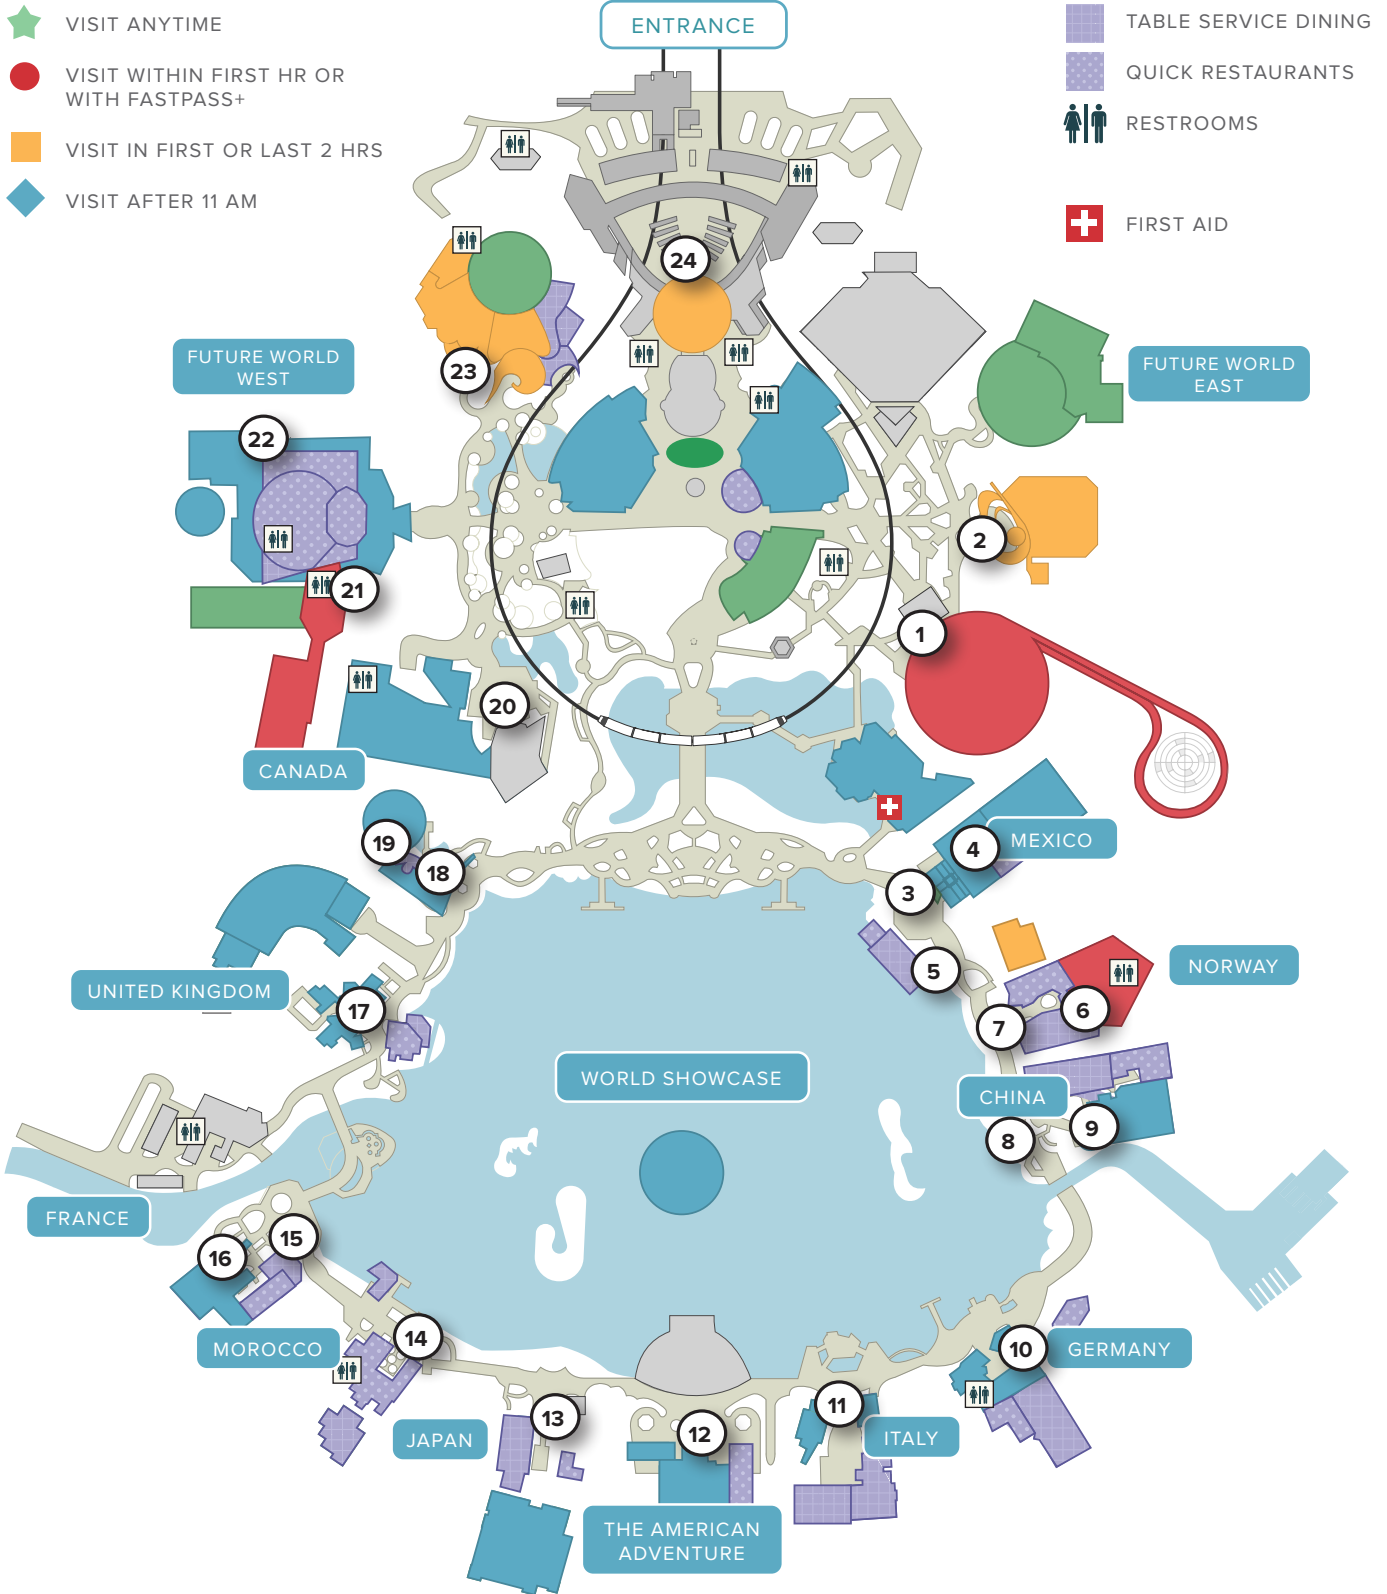 ENTRANCE
VISIT ANYTIME
VISIT WITHIN FIRST HR OR
WITH FASTPASS+
VISIT IN FIRST OR LAST 2 HRS
VISIT AFTER 11 AM
TABLE SERVICE DINING
QUICK RESTAURANTS
RESTROOMS
FIRST AID
24
FUTURE WORLD
WEST
23
FUTURE WORLD
EAST
22
2
21
1
20
CANADA
19
18
4
MEXICO
3
5
NORWAY
UNITED KINGDOM
17
6
7
WORLD SHOWCASE
CHINA
8
9
FRANCE
15
16
MOROCCO
14
10
GERMANY
13
JAPAN
12
11
ITALY
THE AMERICAN
ADVENTURE